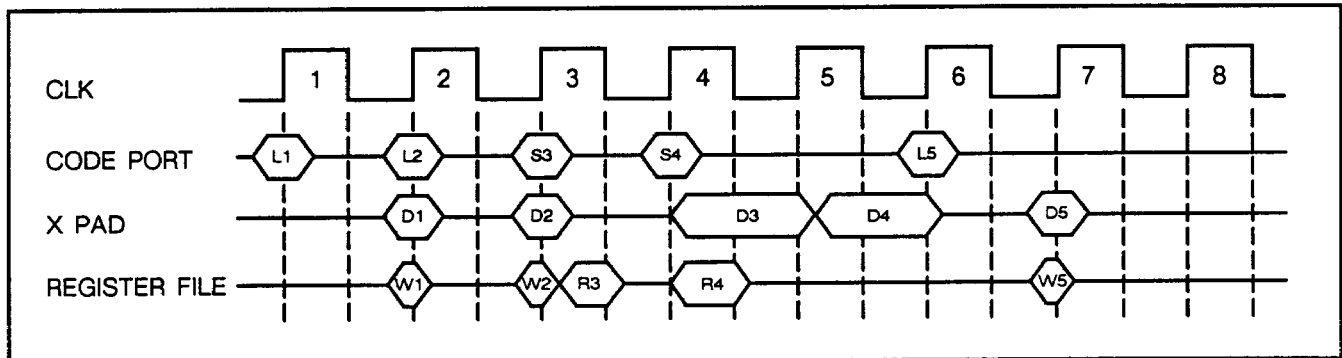 CLK 1 2 3 4 5 6 7 8
CODE PORT L1 L2 S3 S4 L5
X PAD D1 D2 D3 D4 D5
REGISTER FILE W1 W2 R3 R4 W5